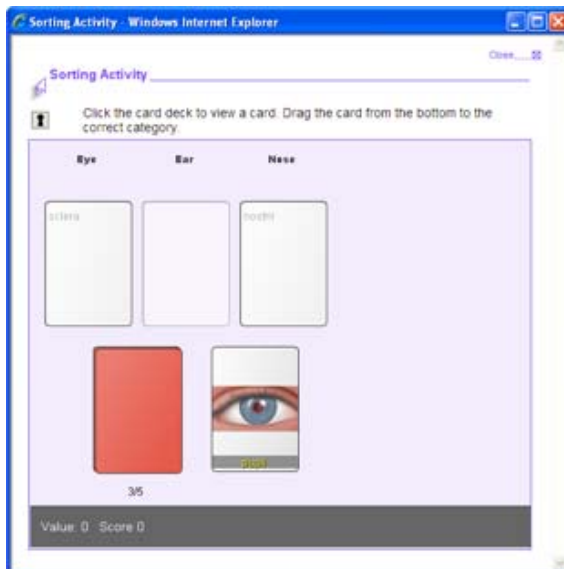 Sorting Activity - Windows Internet Explorer
Close
Sorting Activity
Click the card deck to view a card. Drag the card from the bottom to the
correct category.
Eye Ear Nose
sclera nostril
pupil
3/5
Value: 0 Score 0